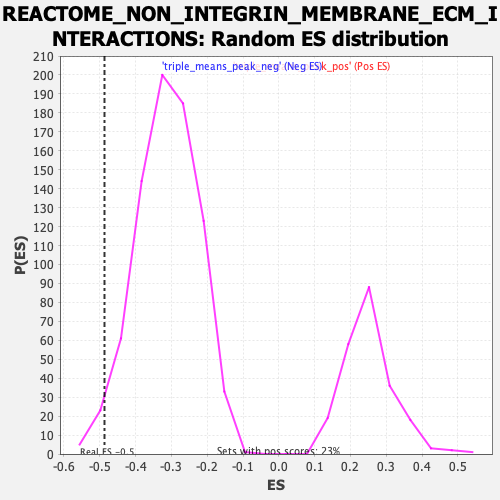 REACTOME_NON_INTEGRIN_MEMBRANE_ECM_I
NTERACTIONS: Random ES distribution
'triple_means_peak_neg' (Neg ES)
k_pos' (Pos ES)
210
200
190
180
170
160
150
140
130
120
110
100
90
80
70
60
50
40
30
20
10
0
P(ES)
Real ES -0.5
Sets with pos scores: 23%
-0.6 -0.5 -0.4 -0.3 -0.2 -0.1 0.0 0.1 0.2 0.3 0.4 0.5
ES